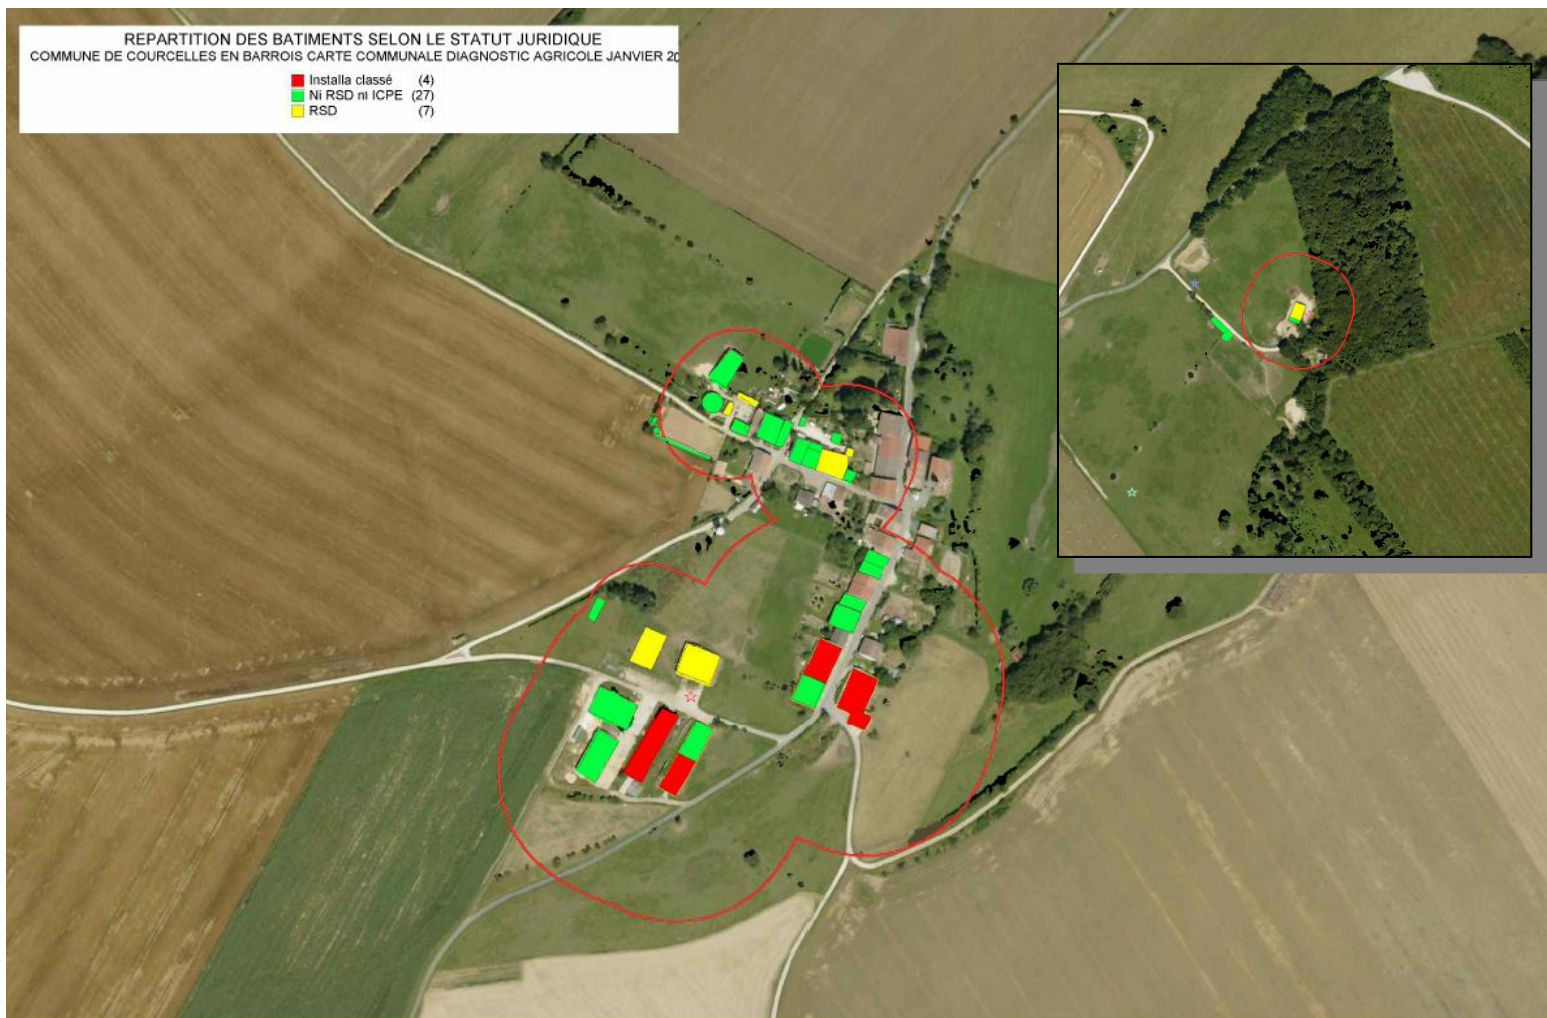 REPARTITION DES BATIMENTS SELON LE STATUT JURIDIQUE
COMMUNE DE COURCELLES EN BARROIS CARTE COMMUNALE DIAGNOSTIC AGRICOLE JANVIER 20
Installa classé (4)
Ni RSD ni ICPE (27)
RSD (7)